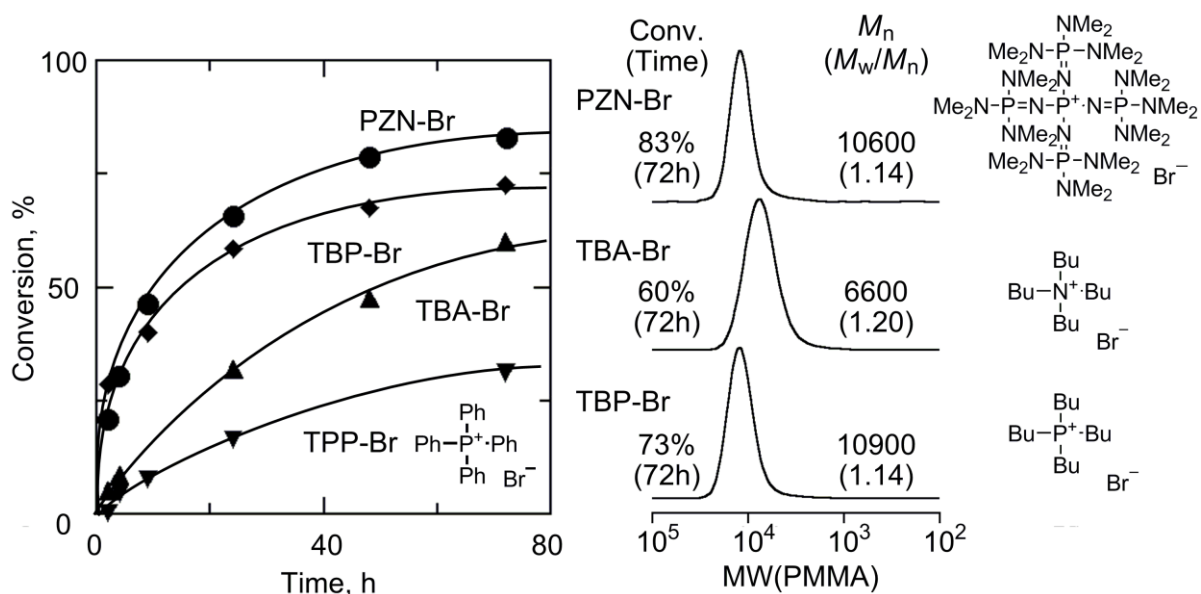 100
50
0
0
40
80
Conversion, %
Time, h
PZN-Br
TBP-Br
TBA-Br
TPP-Br
Ph
Ph–P⁺–Ph
Ph
Br⁻
Conv.
(Time)
Mn
(Mw/Mn)
PZN-Br
83%
(72h)
10600
(1.14)
TBA-Br
60%
(72h)
6600
(1.20)
TBP-Br
73%
(72h)
10900
(1.14)
10⁵
10⁴
10³
10²
MW(PMMA)
NMe2
Me2N–P–NMe2
NMe2 N NMe2
Me2N–P=N–P⁺–N=P–NMe2
NMe2 N NMe2
Me2N–P–NMe2
NMe2
Br⁻
Bu
Bu–N⁺–Bu
Bu
Br⁻
Bu
Bu–P⁺–Bu
Bu
Br⁻